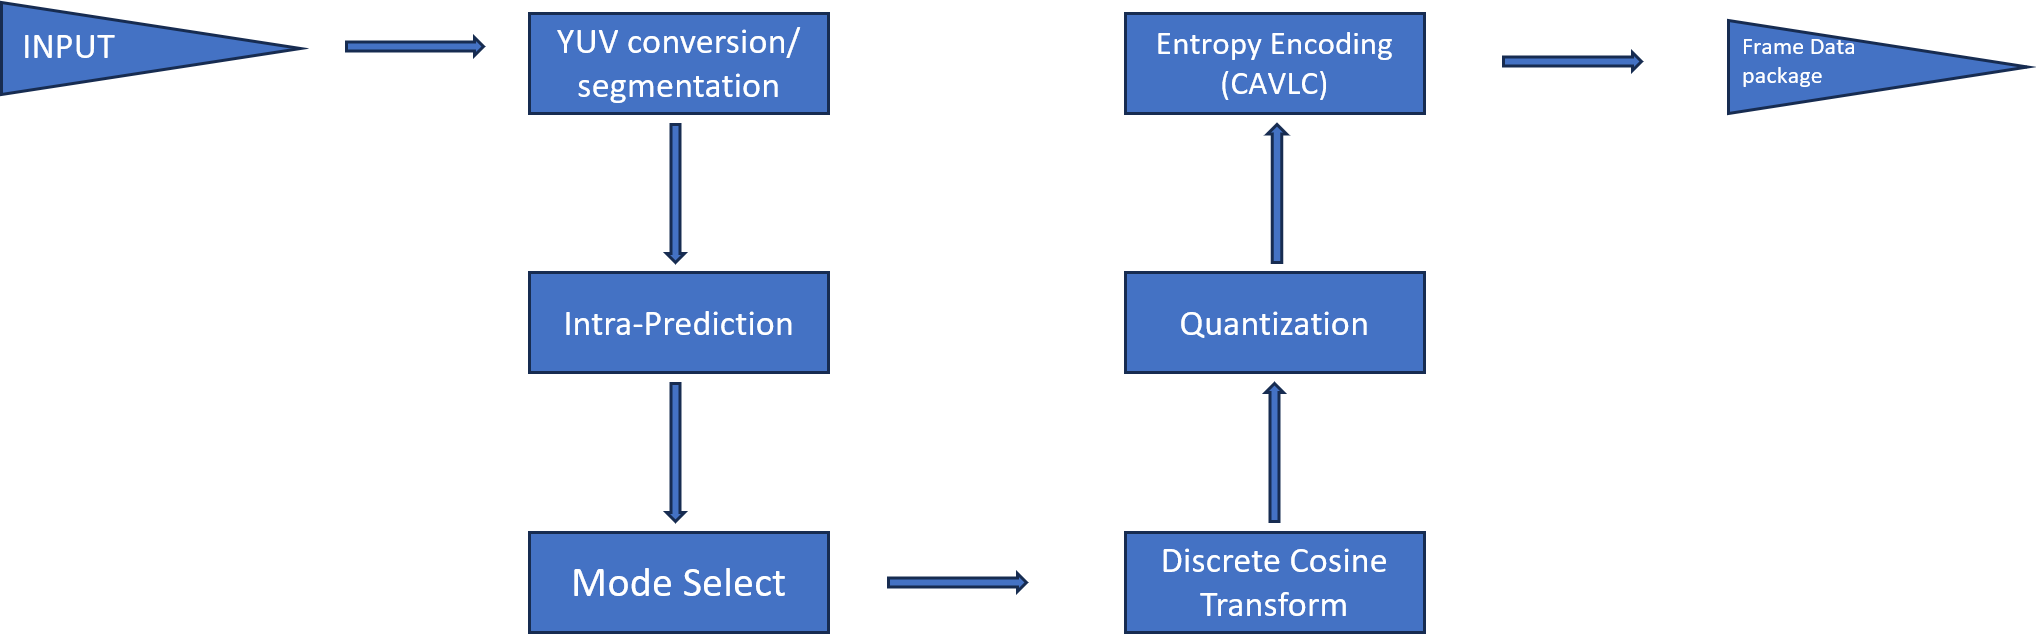 INPUT
YUV conversion/
segmentation
Intra-Prediction
Mode Select
Discrete Cosine
Transform
Quantization
Entropy Encoding
(CAVLC)
Frame Data
package